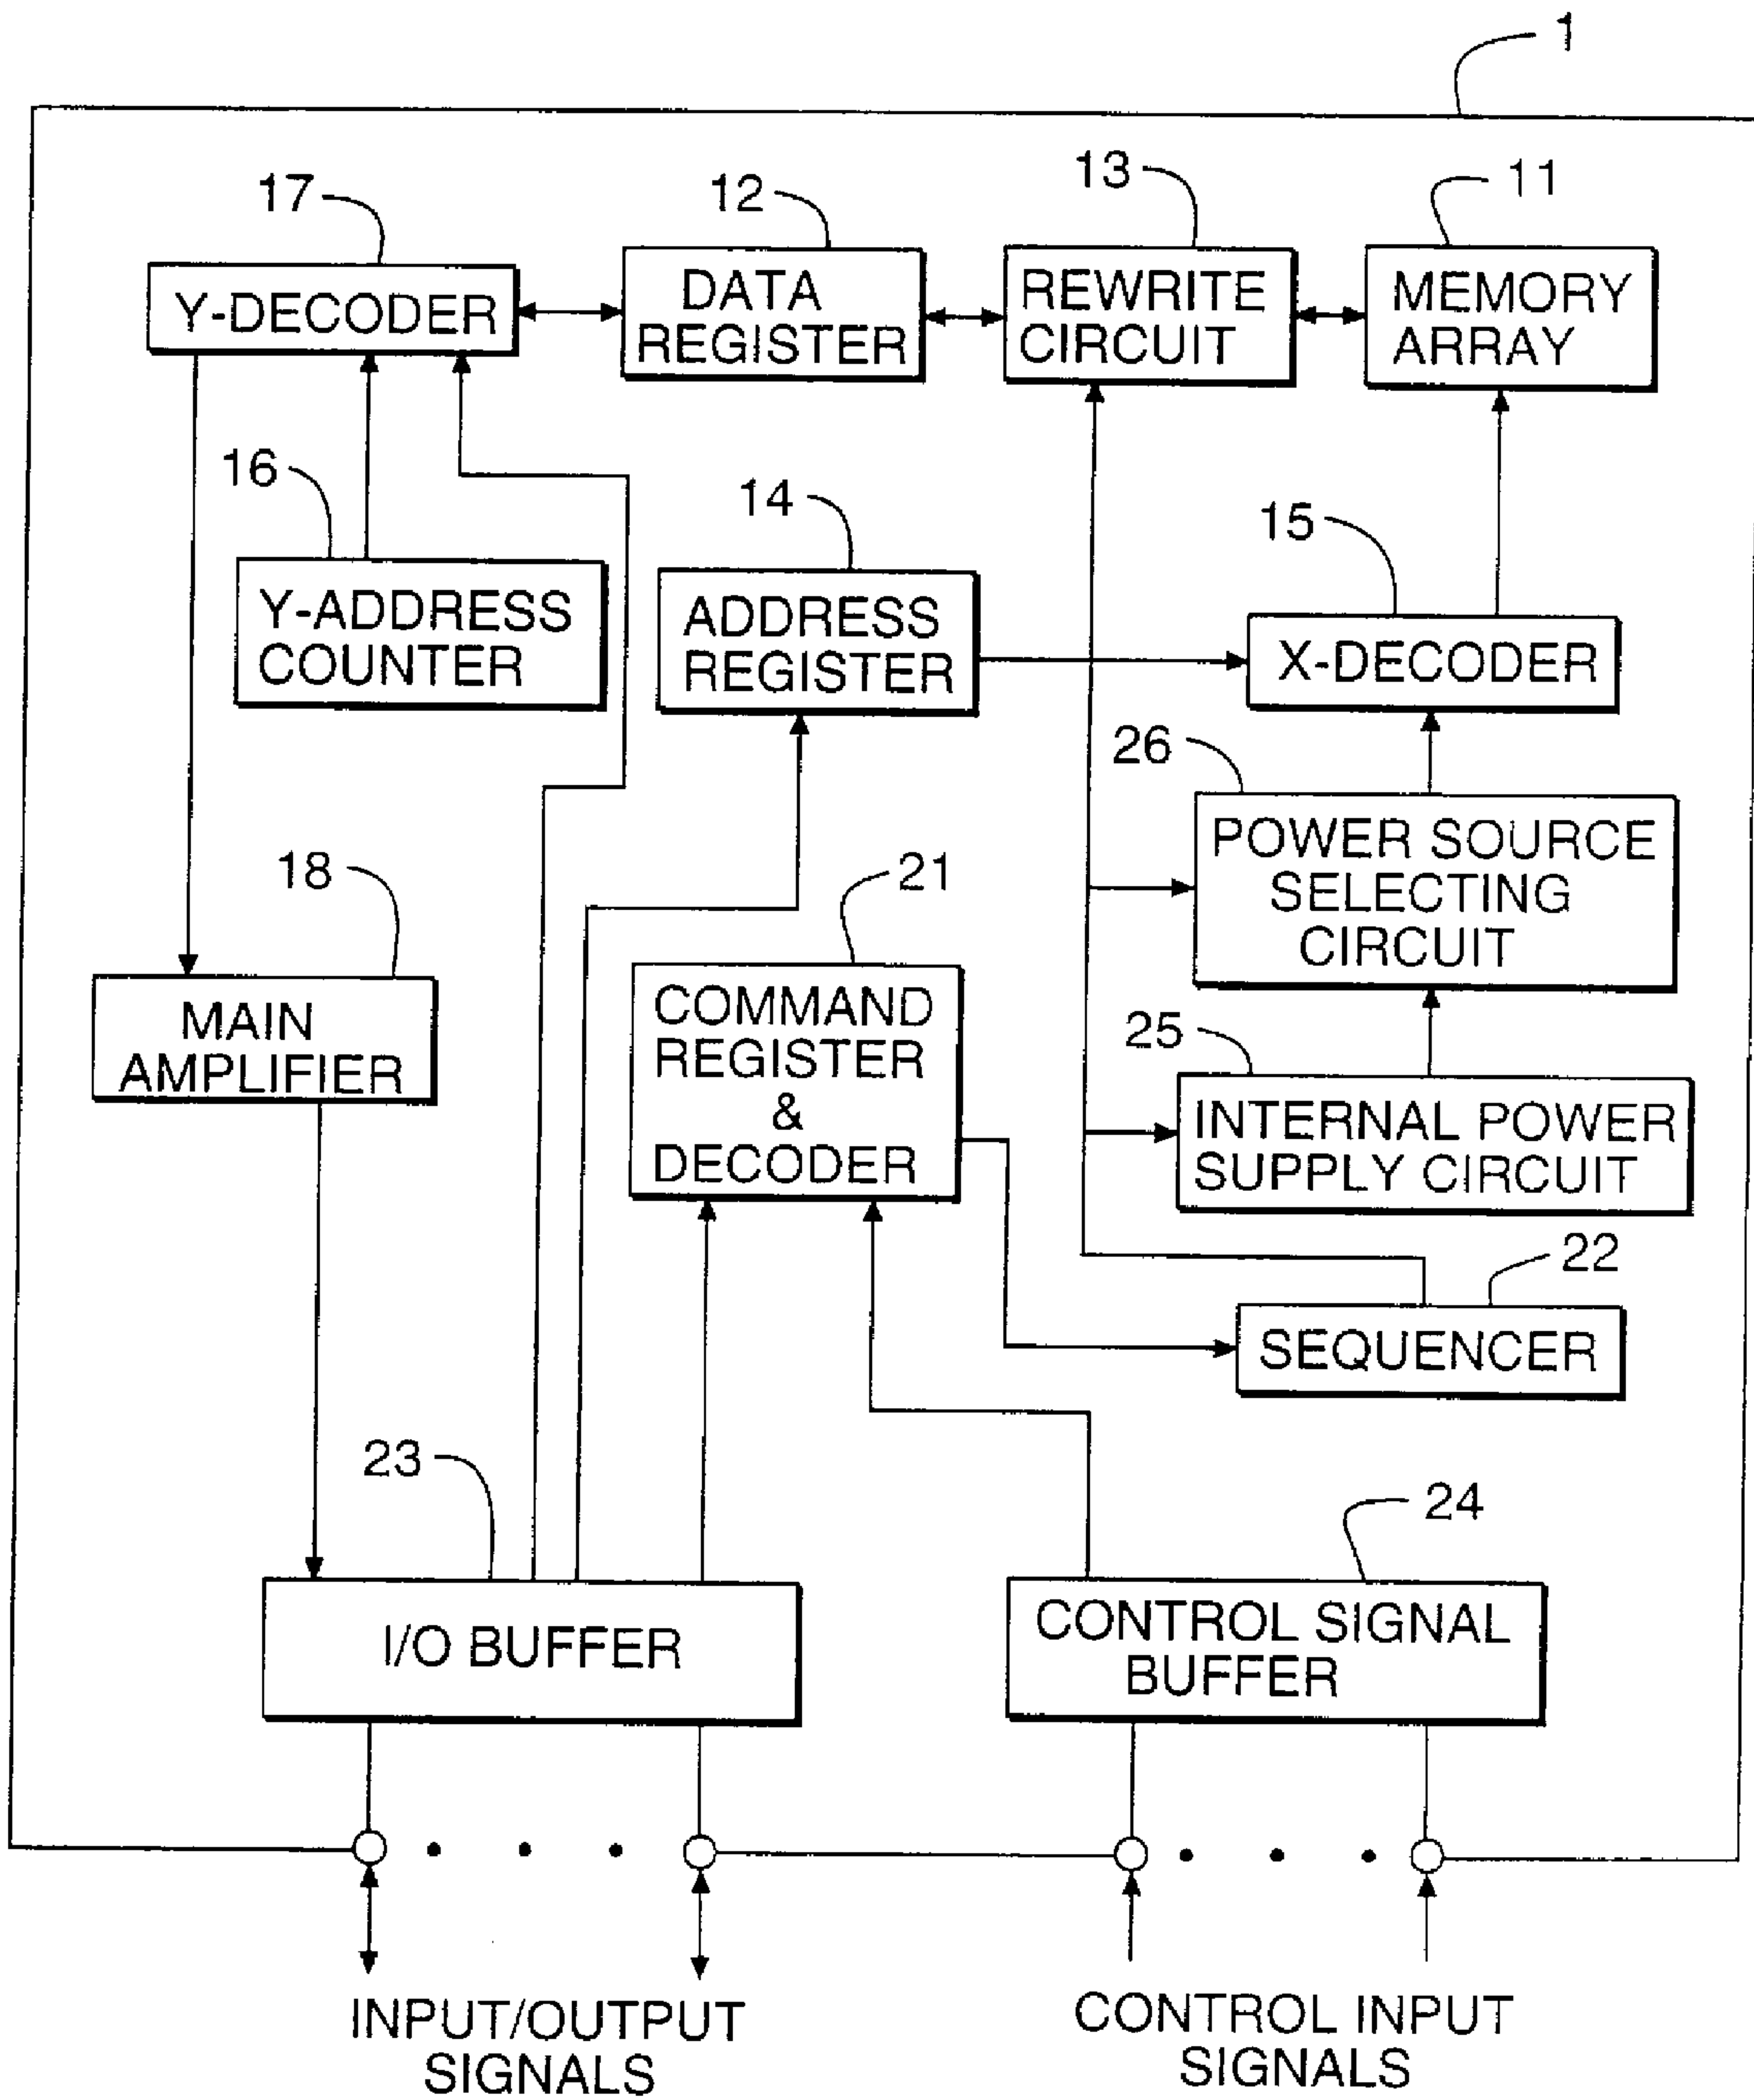 1
17
12
13
11
Y-DECODER
DATA
REGISTER
REWRITE
CIRCUIT
MEMORY
ARRAY
16
14
15
Y-ADDRESS
COUNTER
ADDRESS
REGISTER
X-DECODER
26
POWER SOURCE
SELECTING
CIRCUIT
18
21
MAIN
AMPLIFIER
COMMAND
REGISTER
&
DECODER
25
INTERNAL POWER
SUPPLY CIRCUIT
22
SEQUENCER
23
24
I/O BUFFER
CONTROL SIGNAL
BUFFER
INPUT/OUTPUT
SIGNALS
CONTROL INPUT
SIGNALS